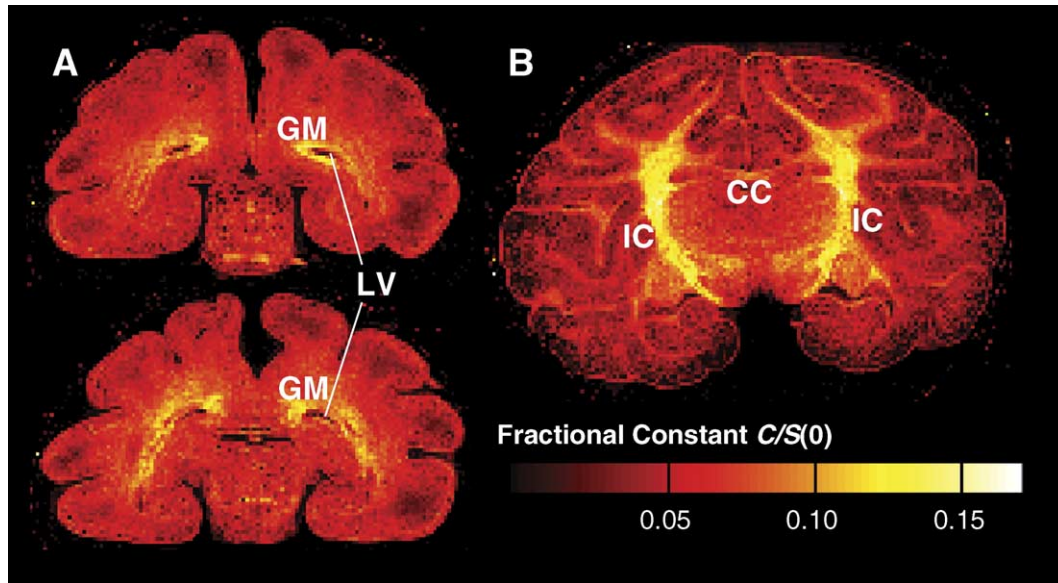 A
B
GM
CC
IC
IC
LV
GM
Fractional Constant C/S(0)
0.05 0.10 0.15